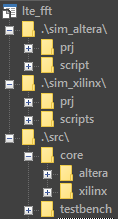 lte_fft
.\sim_altera\
prj
script
.\sim_xilinx\
prj
scripts
.\src\
core
altera
xilinx
testbench